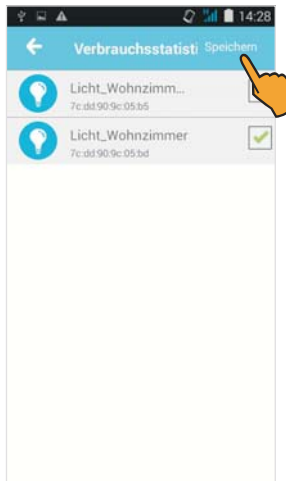 14:28
Verbrauchsstatisti Speichern
Licht_Wohnzimm...
7c:dd:90:9c:05:b5
Licht_Wohnzimmer
7c:dd:90:9c:05:bd